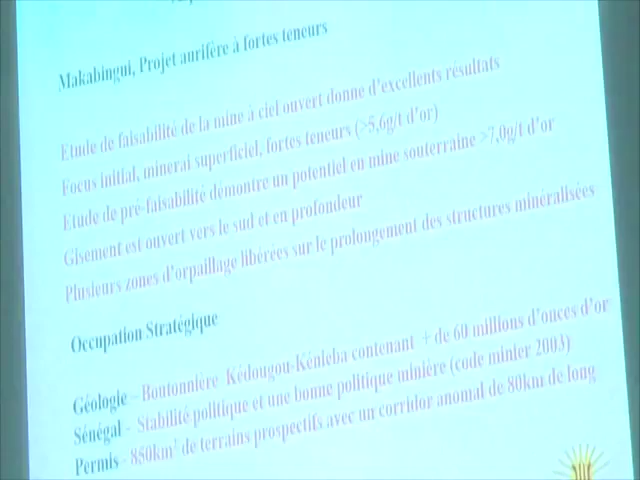 Makabingui, Projet aurifère à fortes teneurs
Etude de faisabilité de la mine à ciel ouvert donne d'excellents résultats
Focus initial, minerai superficiel, fortes teneurs (>5,6g/t d'or)
Etude de pré-faisabilité démontre un potentiel en mine souterraine >7,0g/t d'or
Gisement est ouvert vers le sud et en profondeur
Plusieurs zones d'orpaillage libérées sur le prolongement des structures minéralisées
Occupation Stratégique
Géologie - Boutonnière Kédougou-Kéniéba contenant + de 60 millions d'onces d'or
Sénégal - Stabilité politique et une bonne politique minière (code minier 2003)
Permis - 850km² de terrains prospectifs avec un corridor anomal de 80km de long